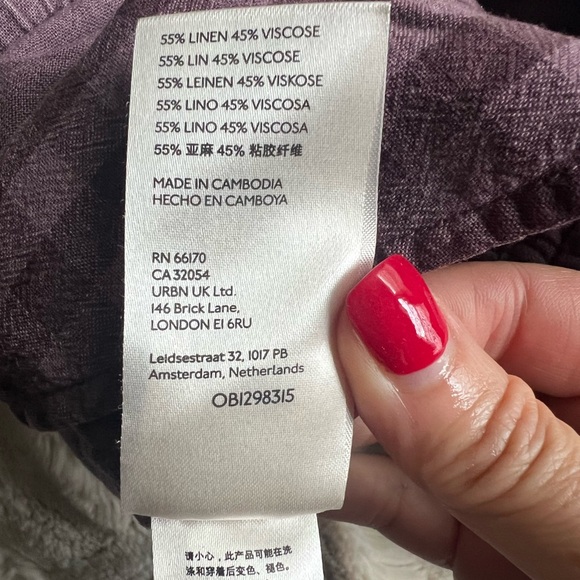 55% LINEN 45% VISCOSE
55% LIN 45% VISCOSE
55% LEINEN 45% VISKOSE
55% LINO 45% VISCOSA
55% LINO 45% VISCOSA
55% 亚麻 45% 粘胶纤维
MADE IN CAMBODIA
HECHO EN CAMBOYA
RN 66170
CA 32054
URBN UK Ltd.
146 Brick Lane,
LONDON E1 6RU
Leidsestraat 32, 1017 PB
Amsterdam, Netherlands
OB1298315
请小心，此产品可能在洗
涤和穿着后变色、褪色。